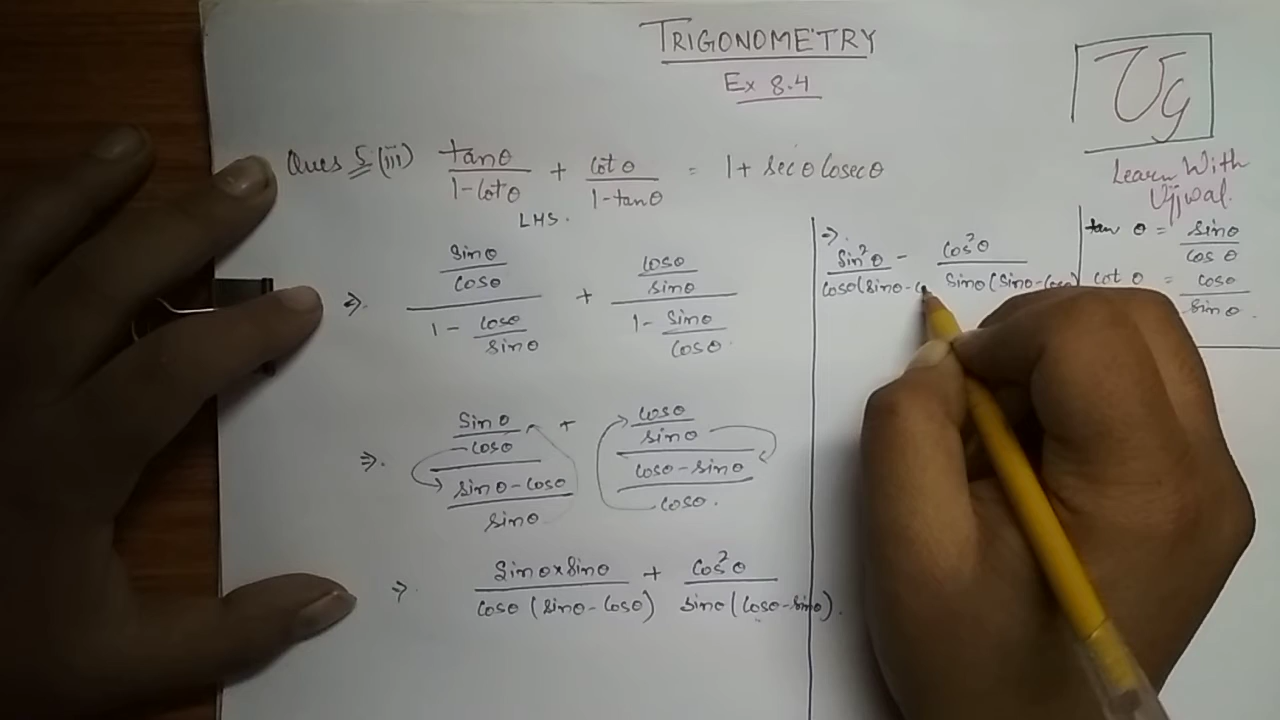 TRIGONOMETRY
Ex 8.4
Ug
Learn With
Ujjwal.
Ques 5 (iii) tanθ / 1-cotθ + cotθ / 1-tanθ = 1 + secθ cosecθ
LHS.
⇒. sinθ/cosθ / 1 - cosθ/sinθ + cosθ/sinθ / 1 - sinθ/cosθ.
⇒. sinθ/cosθ / sinθ-cosθ/sinθ + cosθ/sinθ / cosθ-sinθ/cosθ.
⇒ sinθ×sinθ / cosθ (sinθ-cosθ) + cos²θ / sinθ (cosθ-sinθ).
⇒. sin²θ / cosθ(sinθ-c - cos²θ / sinθ(sinθ-cosθ)
tan θ = sinθ / cosθ
cot θ = cosθ / sinθ.